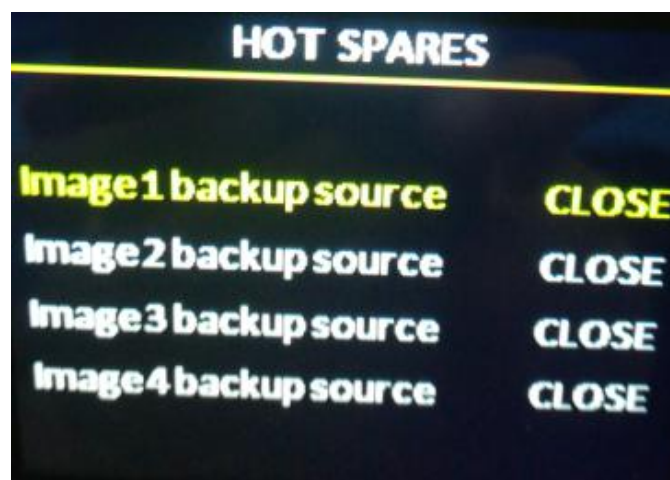 HOT SPARES
Image1 backup source CLOSE
Image2 backup source CLOSE
Image3 backup source CLOSE
Image4 backup source CLOSE